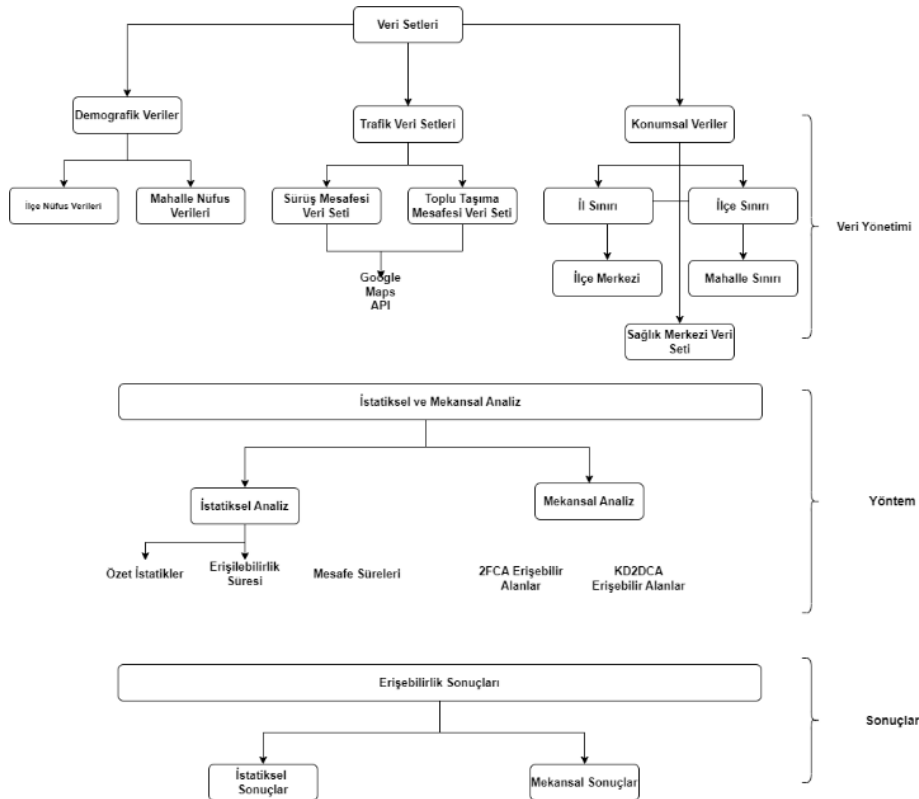 Veri Setleri
Demografik Veriler
Trafik Veri Setleri
Konumsal Veriler
İlçe Nüfus Verileri
Mahalle Nüfus
Verileri
Sürüş Mesafesi
Veri Seti
Toplu Taşıma
Mesafesi Veri Seti
İl Sınırı
İlçe Sınırı
Veri Yönetimi
Google
Maps
API
İlçe Merkezi
Mahalle Sınırı
Sağlık Merkezi Veri
Seti
İstatiksel ve Mekansal Analiz
İstatiksel Analiz
Mekansal Analiz
Yöntem
Özet İstatikler
Erişilebilirlik
Süresi
Mesafe Süreleri
2FCA Erişebilir
Alanlar
KD2DCA
Erişebilir Alanlar
Erişebilirlik Sonuçları
Sonuçlar
İstatiksel
Sonuçlar
Mekansal Sonuçlar